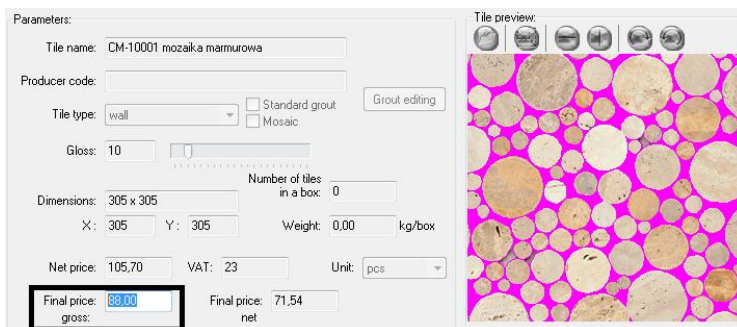 Parameters:
Tile preview:
Tile name: CM-10001 mozaika marmurowa
Producer code:
Tile type: wall
Standard grout
Mosaic
Grout editing
Gloss: 10
Number of tiles
in a box: 0
Dimensions: 305 x 305
X: 305 Y: 305 Weight: 0,00 kg/box
Net price: 105,70 VAT: 23 Unit: pcs
Final price: 88,00 Final price: 71,54
gross: net